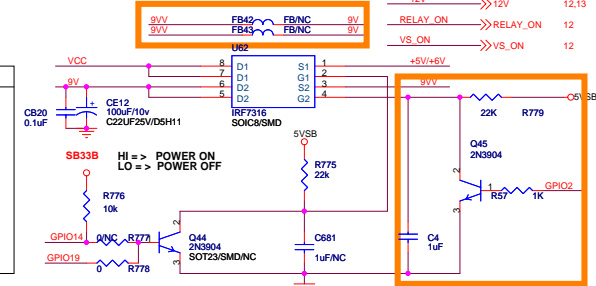 12V 12V 12,13
9VV FB42 FB/NC 9V
9VV FB43 FB/NC 9V
RELAY_ON RELAY_ON 12
VS_ON VS_ON 12
U62
VCC 8 D1 S1 1 +5V/+6V
7 D1 G1 2
9V 6 D2 S2 3 9VV
5 D2 G2 4
IRF7316
SOIC8/SMD
CB20
0.1uF
CE12
100uF/10v
C22UF25V/D5H11
22K R779 5VSB
5VSB
Q45
2N3904
SB33B
HI = > POWER ON
LO = > POWER OFF
R775
22k
2
1 R57 1K GPIO2
3
R776
10k
GPIO14 0/NC R777 1
2
Q44
2N3904
SOT23/SMD/NC
3
GPIO19 0 R778
C681
1uF/NC
C4
1uF